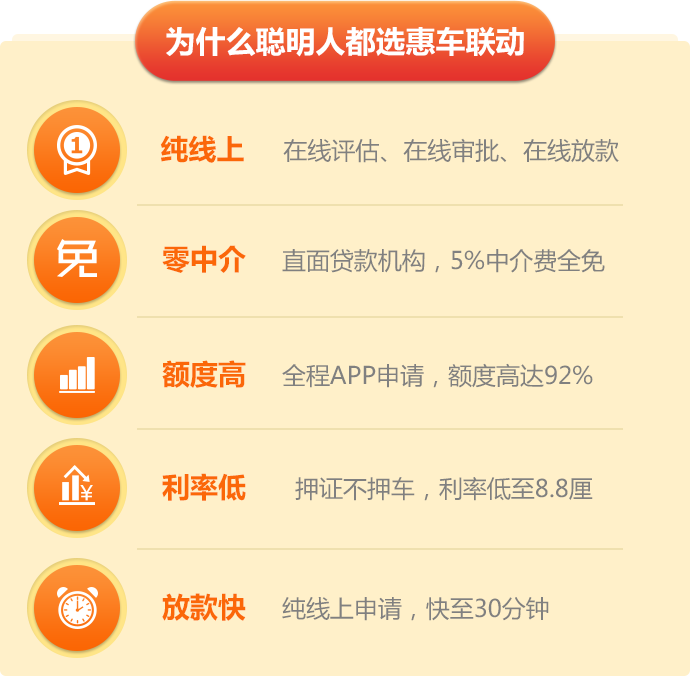 为什么聪明人都选惠车联动
1 纯线上 在线评估、在线审批、在线放款
免 零中介 直面贷款机构，5%中介费全免
额度高 全程APP申请，额度高达92%
¥ 利率低 押证不押车，利率低至8.8厘
放款快 纯线上申请，快至30分钟